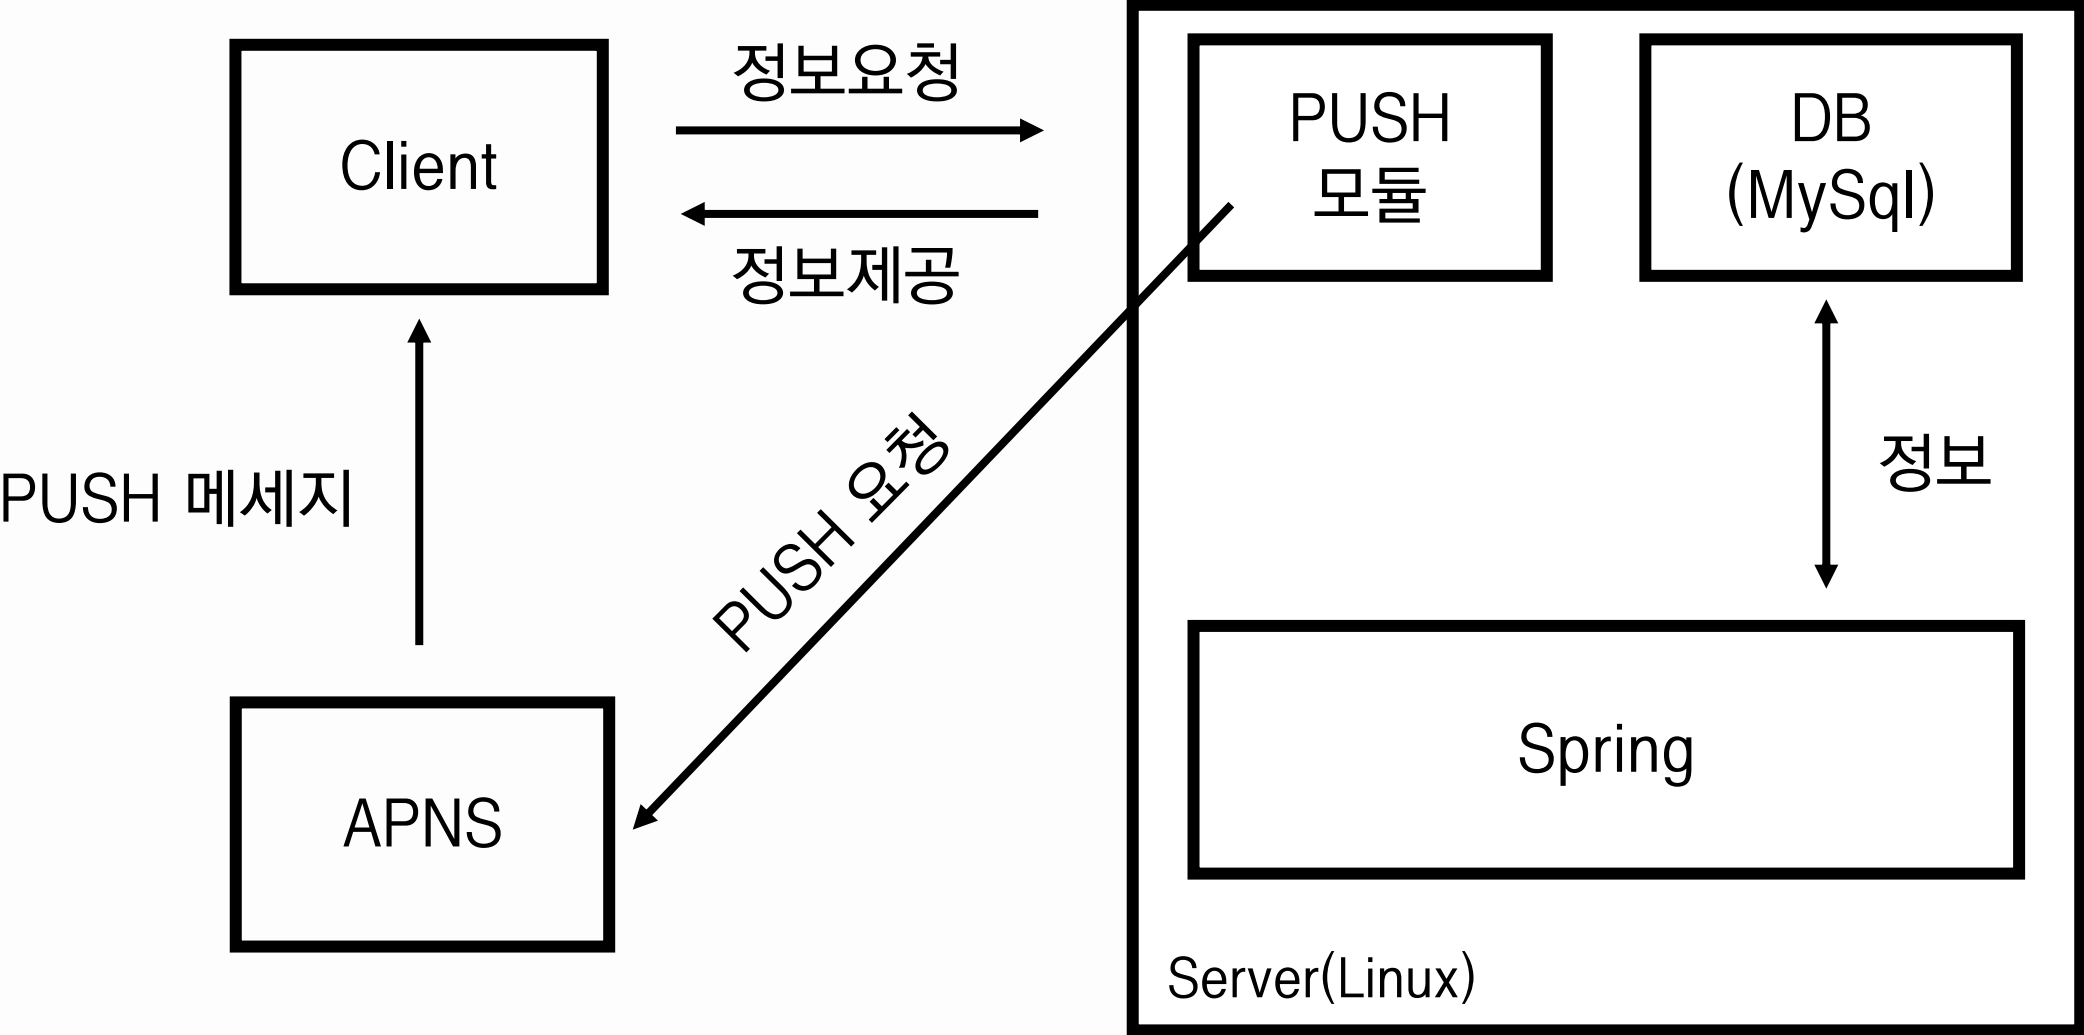 Client
정보요청
정보제공
PUSH
모듈
DB
(MySql)
PUSH 메세지
PUSH 요청
정보
APNS
Spring
Server(Linux)